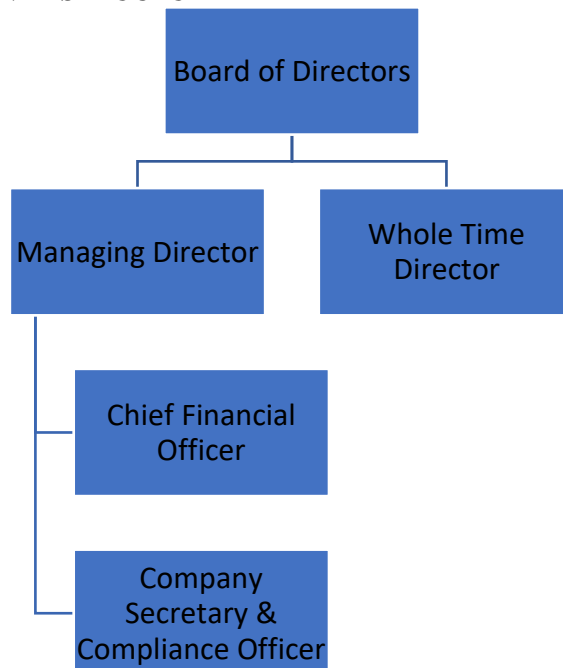 Board of Directors
Managing Director
Whole Time
Director
Chief Financial
Officer
Company
Secretary &
Compliance Officer